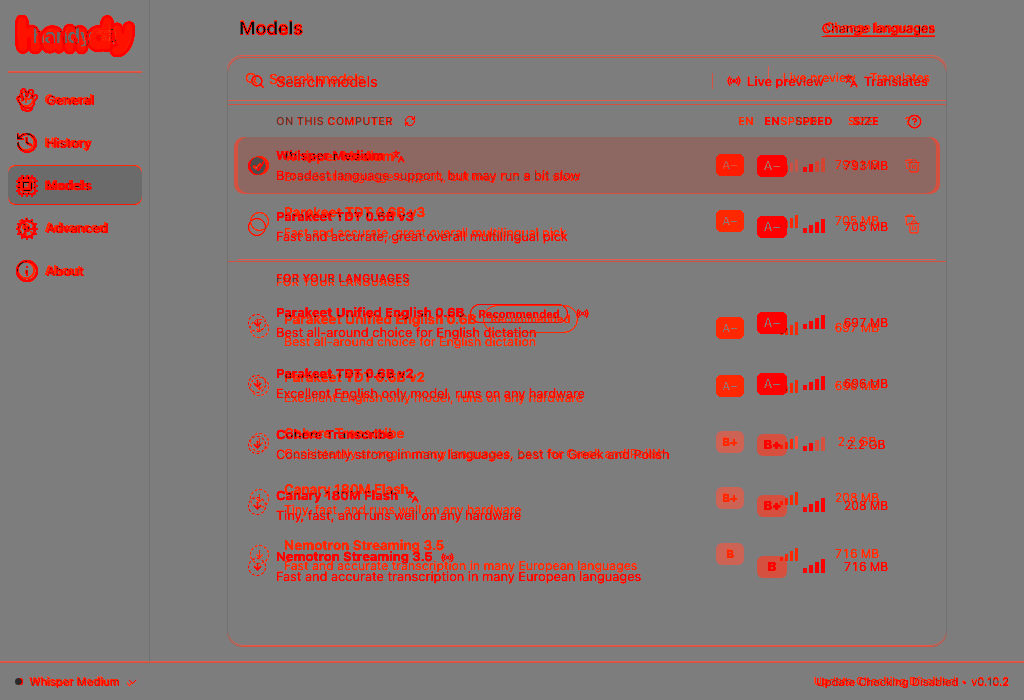 handy
Models
Change languages
General
History
Models
Advanced
About
Search models
Live preview
Translates
ON THIS COMPUTER
EN
SPEED
SIZE
Whisper Medium
Broadest language support, but may run a bit slow
A−
793 MB
Parakeet TDT 0.6B v3
Fast and accurate, great overall multilingual pick
A−
705 MB
FOR YOUR LANGUAGES
Parakeet Unified English 0.6B
Recommended
Best all-around choice for English dictation
A−
697 MB
Parakeet TDT 0.6B v2
Excellent English only model, runs on any hardware
A−
696 MB
Cohere Transcribe
Consistently strong in many languages, best for Greek and Polish
B+
2.2 GB
Canary 180M Flash
Tiny, fast, and runs well on any hardware
B+
208 MB
Nemotron Streaming 3.5
Fast and accurate transcription in many European languages
B
716 MB
Whisper Medium
Update Checking Disabled • v0.10.2